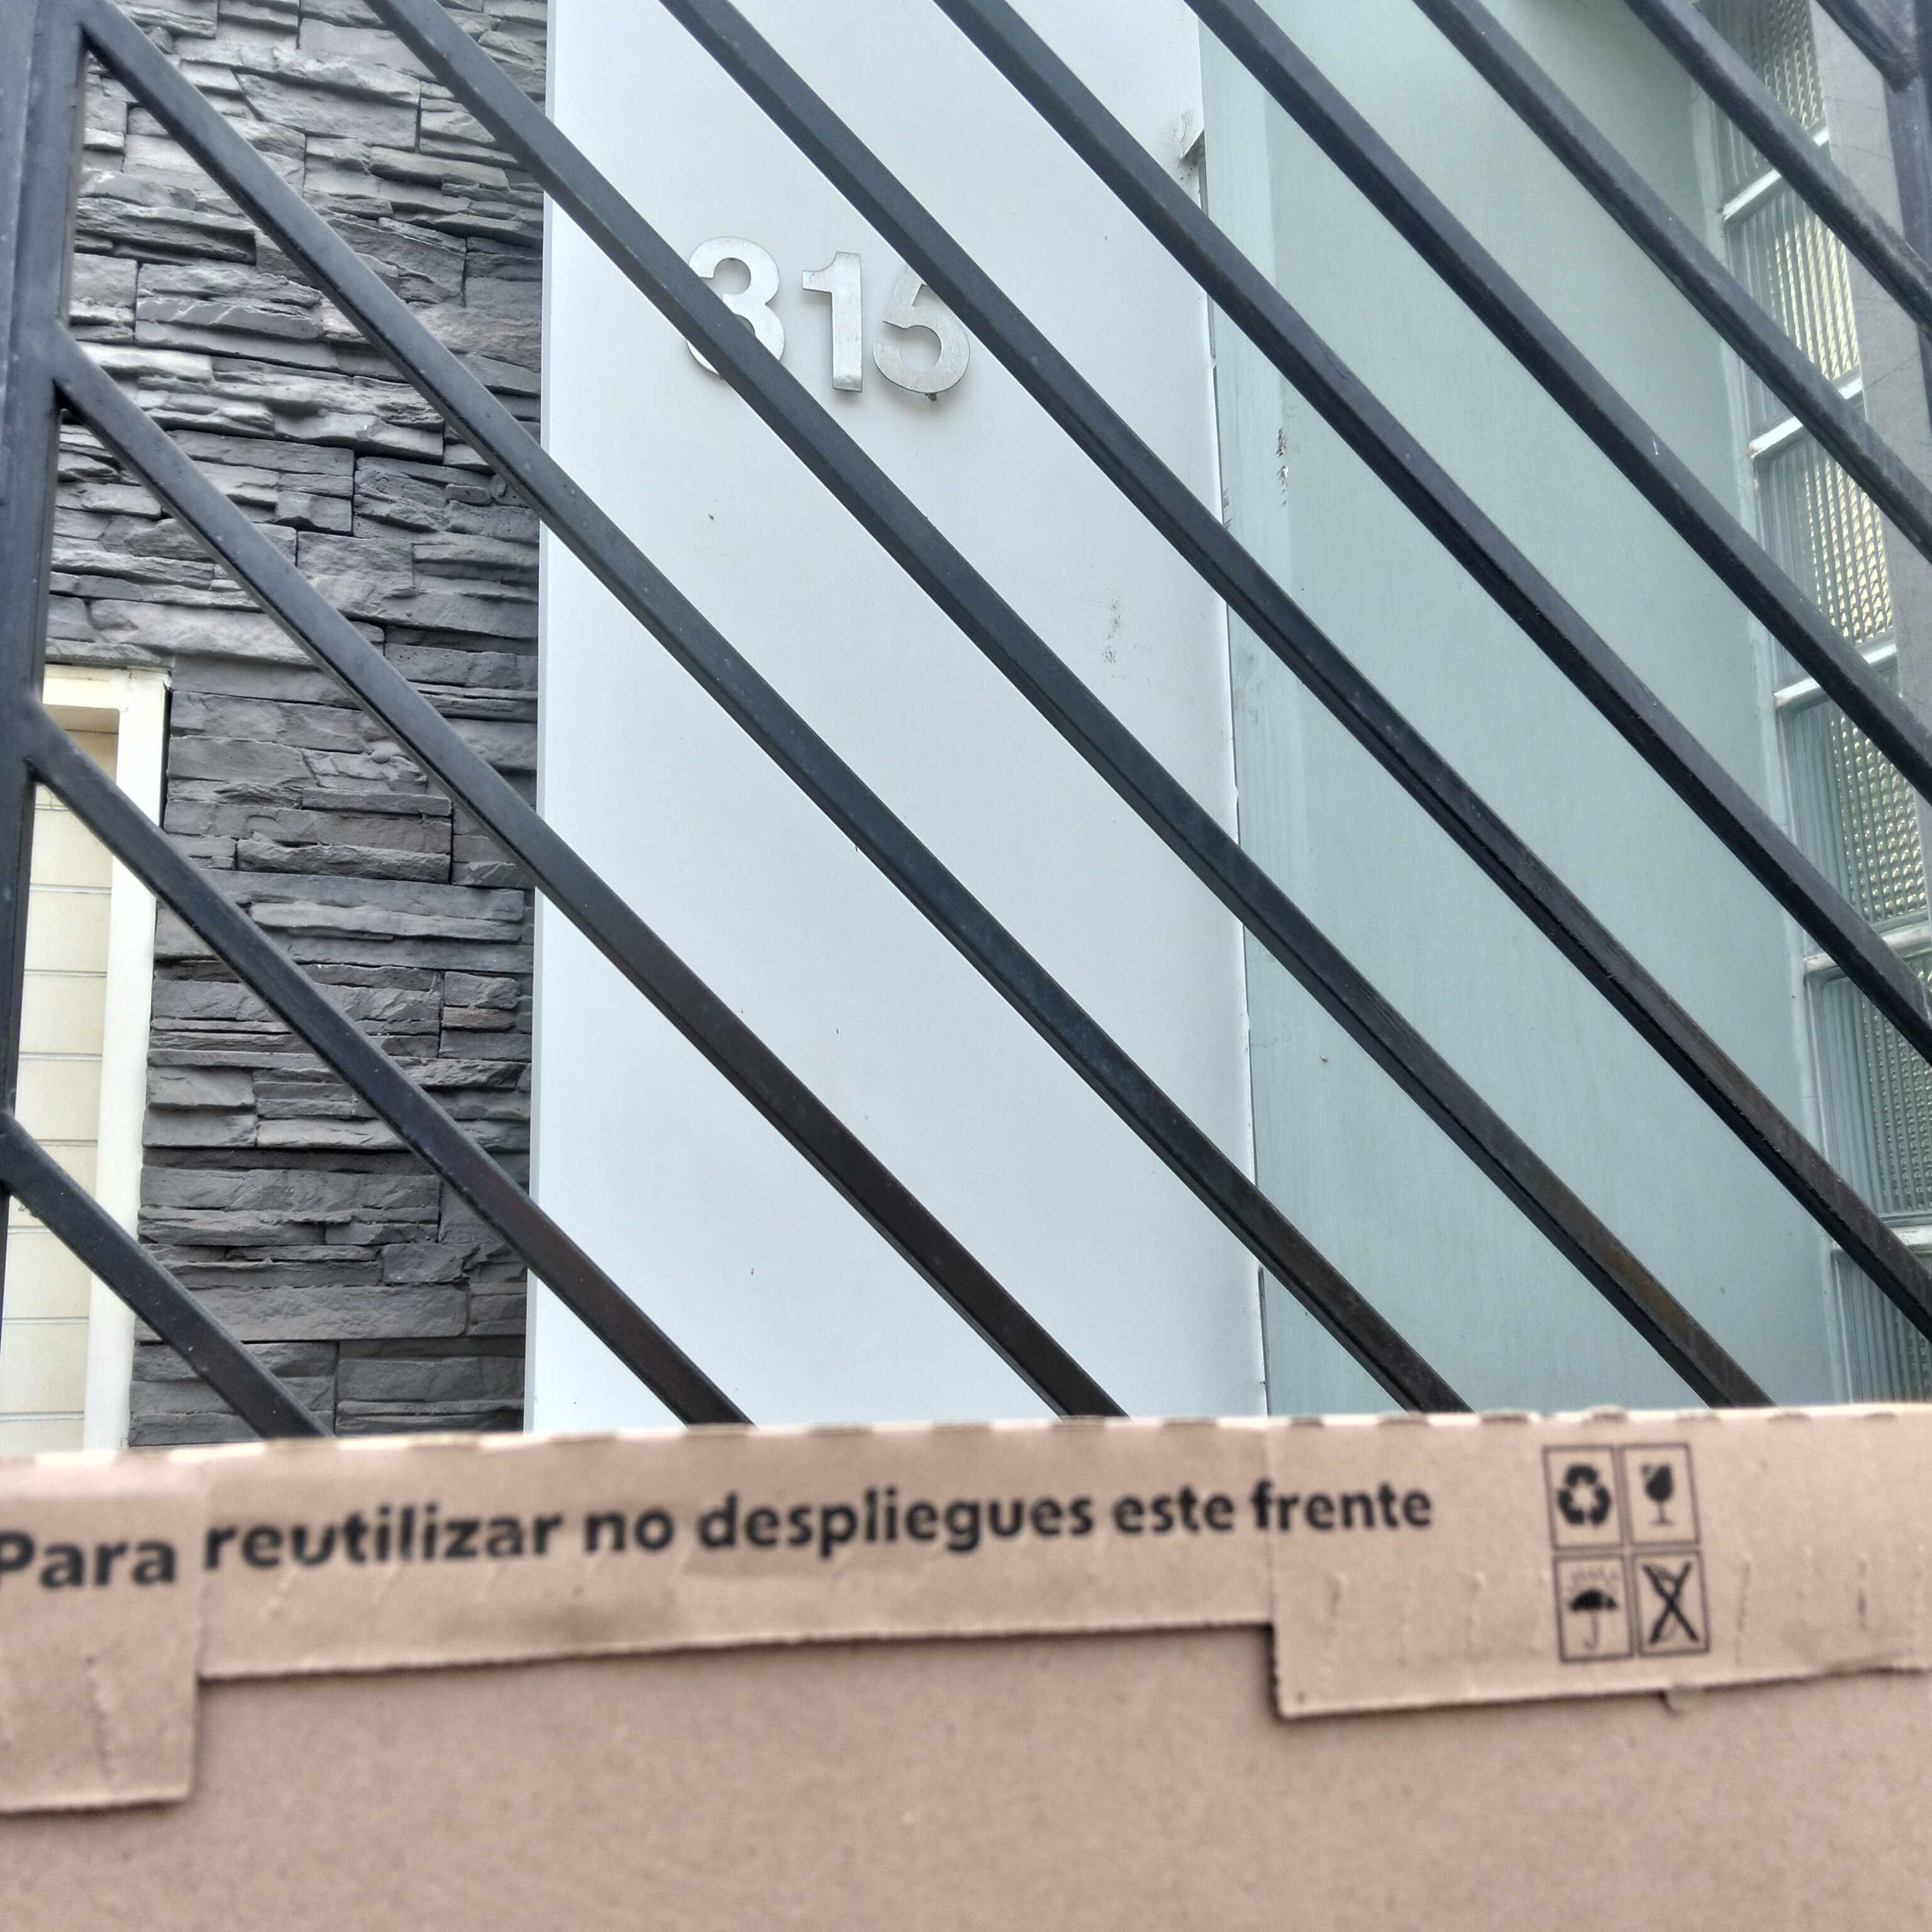 315
Para reutilizar no despliegues este frente